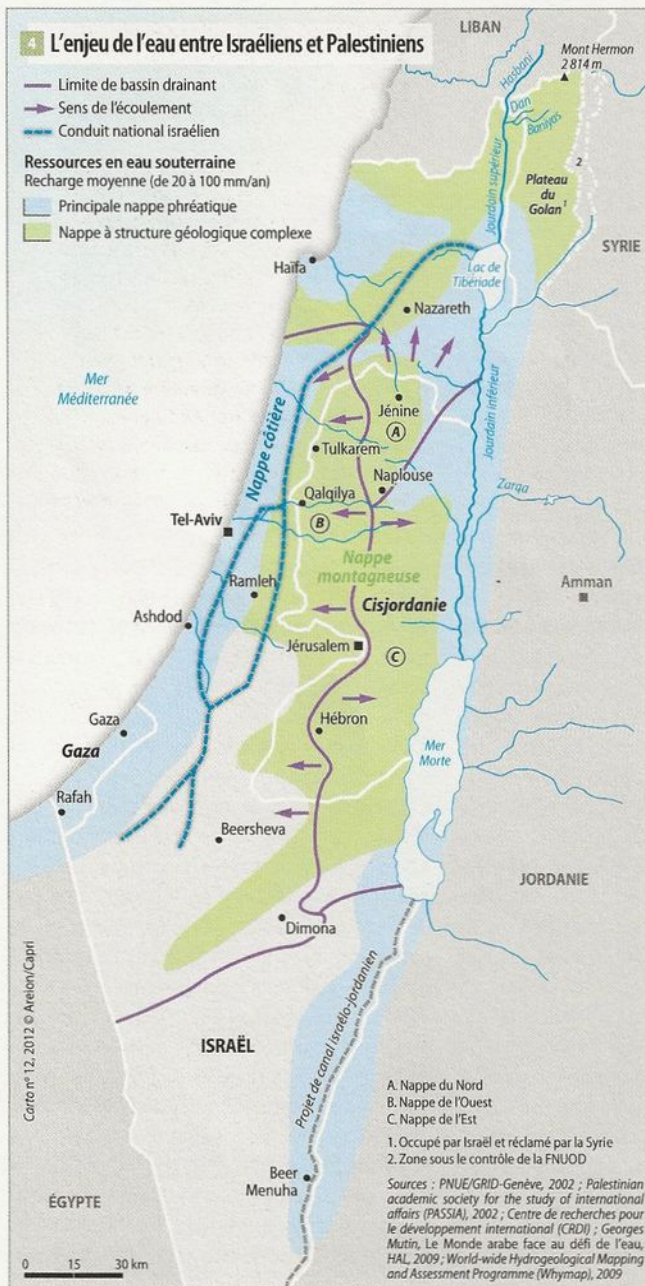 4 L'enjeu de l'eau entre Israéliens et Palestiniens
Limite de bassin drainant
Sens de l'écoulement
Conduit national israélien
Ressources en eau souterraine
Recharge moyenne (de 20 à 100 mm/an)
Principale nappe phréatique
Nappe à structure géologique complexe
LIBAN
Mont Hermon
2 814 m
Hasbani
Dan
Baniyas
2
Jourdain supérieur
Plateau
du
Golan¹
SYRIE
Haïfa
Lac de
Tibériade
Nazareth
Mer
Méditerranée
Nappe côtière
Jénine
A
Jourdain inférieur
Tulkarem
Naplouse
Qalqilya
Zarqa
B
Tel-Aviv
Nappe
montagneuse
Ramleh
Cisjordanie
Amman
Ashdod
Jérusalem
C
Gaza
Hébron
Gaza
Mer
Morte
Rafah
Beersheva
JORDANIE
Dimona
ISRAËL
Projet de canal israélo-jordanien
Beer
Menuha
ÉGYPTE
0 15 30 km
Carto n° 12, 2012 © Areion/Capri
A. Nappe du Nord
B. Nappe de l'Ouest
C. Nappe de l'Est
1. Occupé par Israël et réclamé par la Syrie
2. Zone sous le contrôle de la FNUOD
Sources : PNUE/GRID-Genève, 2002 ; Palestinian
academic society for the study of international
affairs (PASSIA), 2002 ; Centre de recherches pour
le développement international (CRDI) ; Georges
Mutin, Le Monde arabe face au défi de l'eau,
HAL, 2009 ; World-wide Hydrogeological Mapping
and Assessment Programme (Whymap), 2009